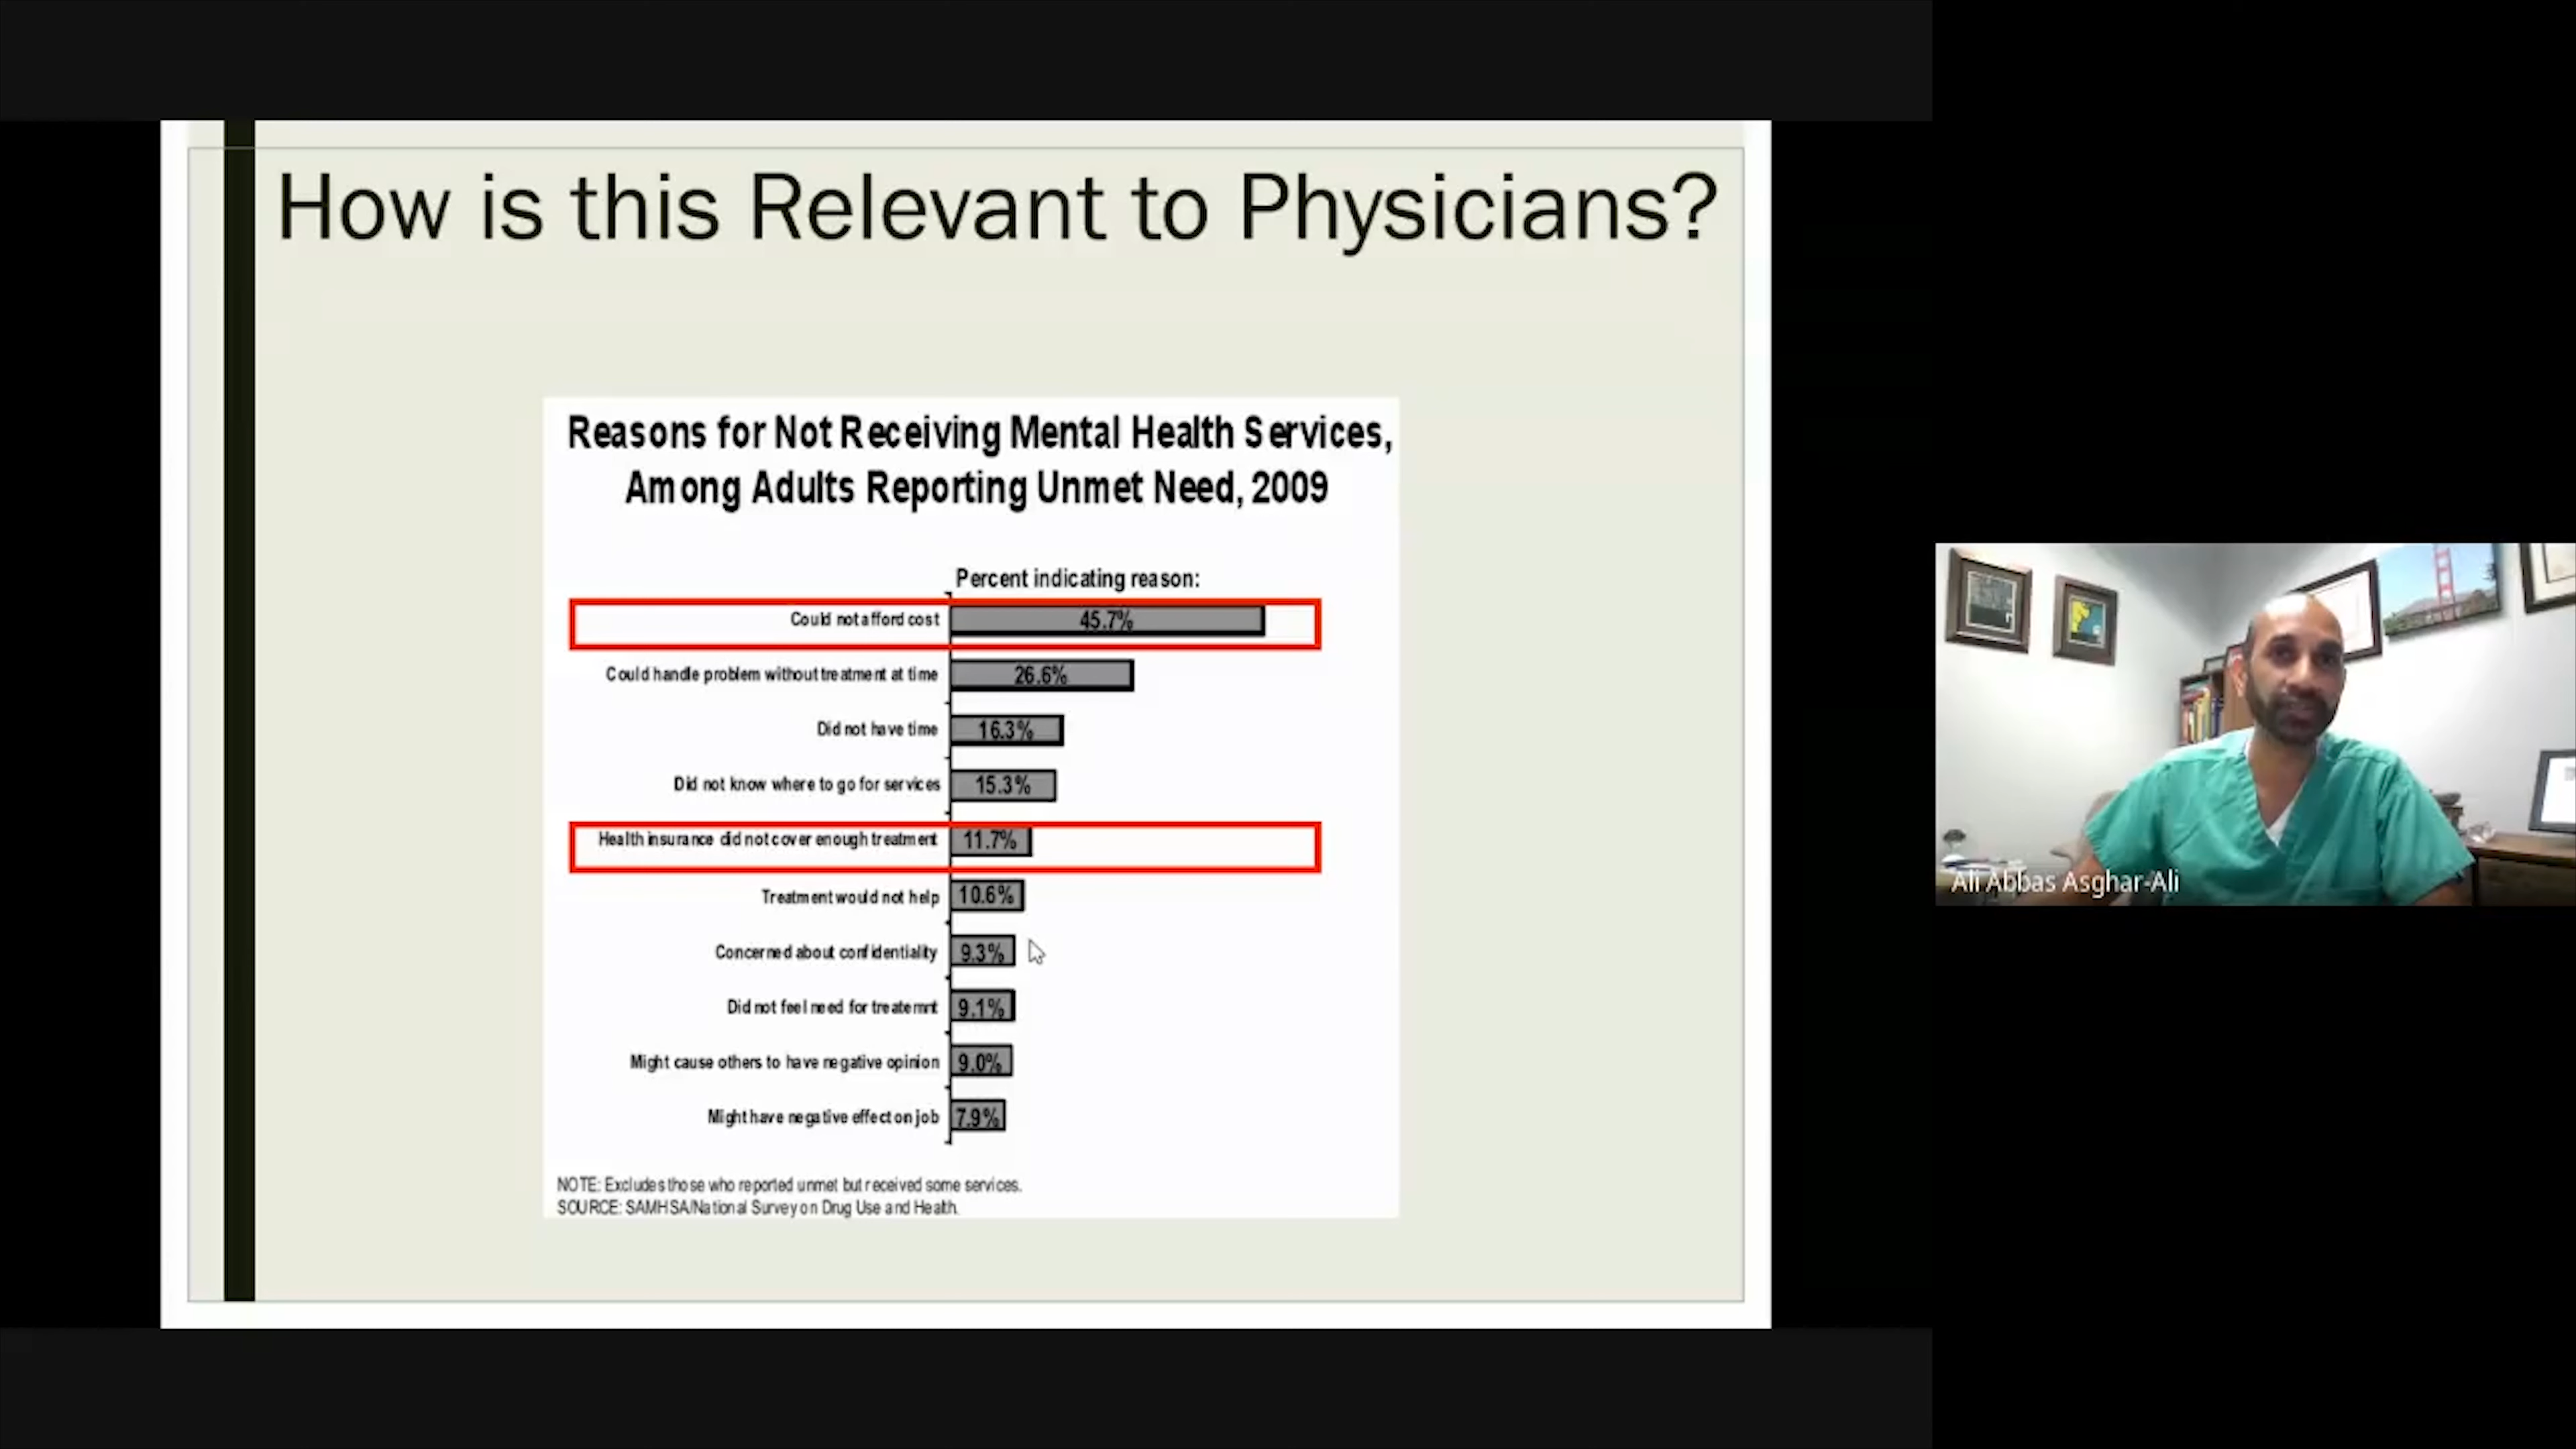 How is this Relevant to Physicians?
Reasons for Not Receiving Mental Health Services,
Among Adults Reporting Unmet Need, 2009
Percent indicating reason:
Could not afford cost 45.7%
Could handle problem without treatment at time 26.6%
Did not have time 16.3%
Did not know where to go for services 15.3%
Health insurance did not cover enough treatment 11.7%
Treatment would not help 10.6%
Concerned about confidentiality 9.3%
Did not feel need for treatemnt 9.1%
Might cause others to have negative opinion 9.0%
Might have negative effect on job 7.9%
NOTE: Excludes those who reported unmet but received some services.
SOURCE: SAMHSA/National Survey on Drug Use and Health.
Ali Abbas Asghar-Ali